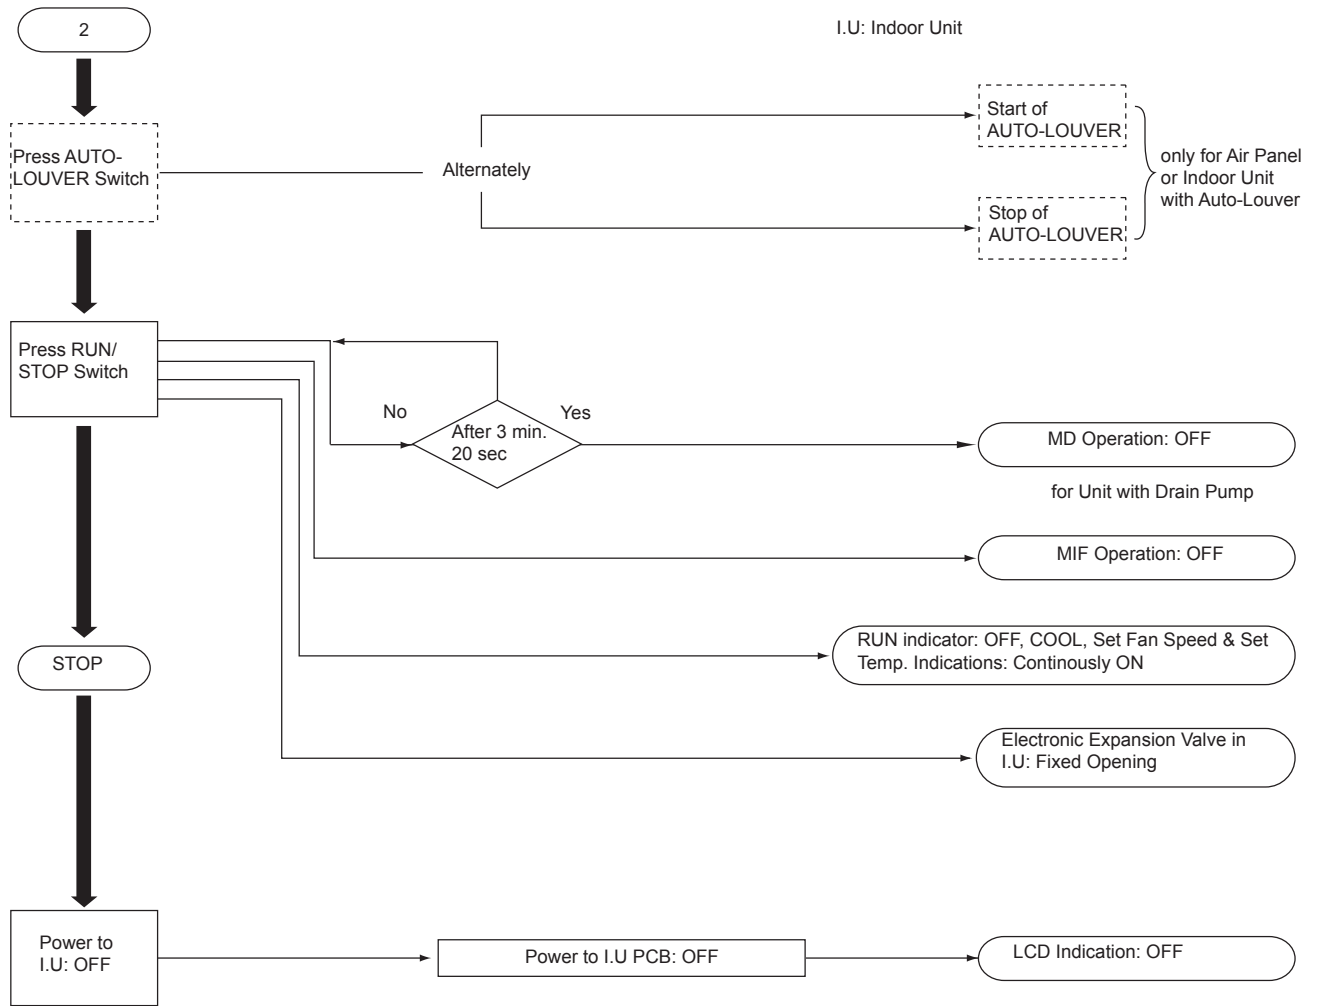 2
I.U: Indoor Unit
Press AUTO-
LOUVER Switch
Alternately
Start of
AUTO-LOUVER
Stop of
AUTO-LOUVER
only for Air Panel
or Indoor Unit
with Auto-Louver
Press RUN/
STOP Switch
No
After 3 min.
20 sec
Yes
MD Operation: OFF
for Unit with Drain Pump
MIF Operation: OFF
RUN indicator: OFF, COOL, Set Fan Speed & Set
Temp. Indications: Continously ON
STOP
Electronic Expansion Valve in
I.U: Fixed Opening
Power to
I.U: OFF
Power to I.U PCB: OFF
LCD Indication: OFF